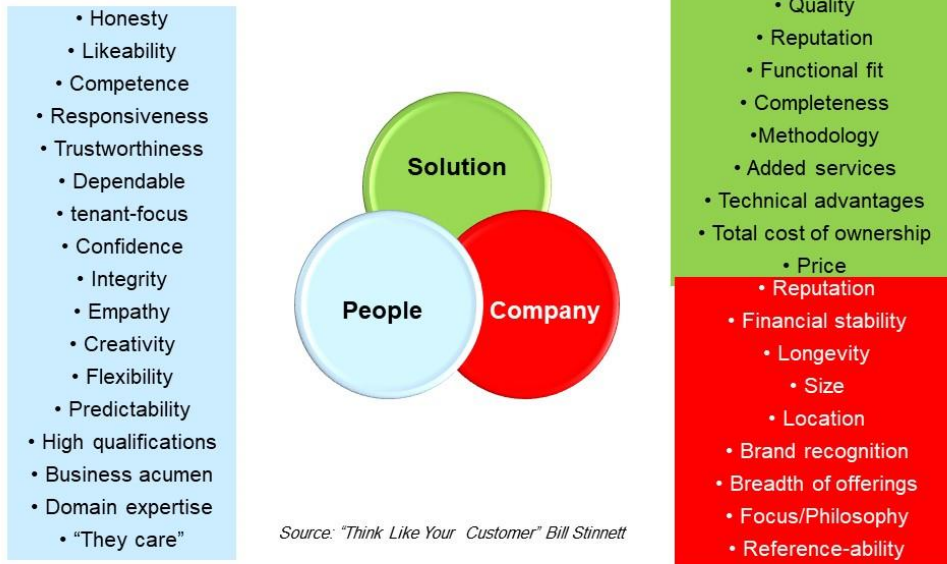 • Honesty
• Likeability
• Competence
• Responsiveness
• Trustworthiness
• Dependable
• tenant-focus
• Confidence
• Integrity
• Empathy
• Creativity
• Flexibility
• Predictability
• High qualifications
• Business acumen
• Domain expertise
• “They care”
Solution
People
Company
Source: “Think Like Your Customer” Bill Stinnett
• Quality
• Reputation
• Functional fit
• Completeness
•Methodology
• Added services
• Technical advantages
• Total cost of ownership
• Price
• Reputation
• Financial stability
• Longevity
• Size
• Location
• Brand recognition
• Breadth of offerings
• Focus/Philosophy
• Reference-ability